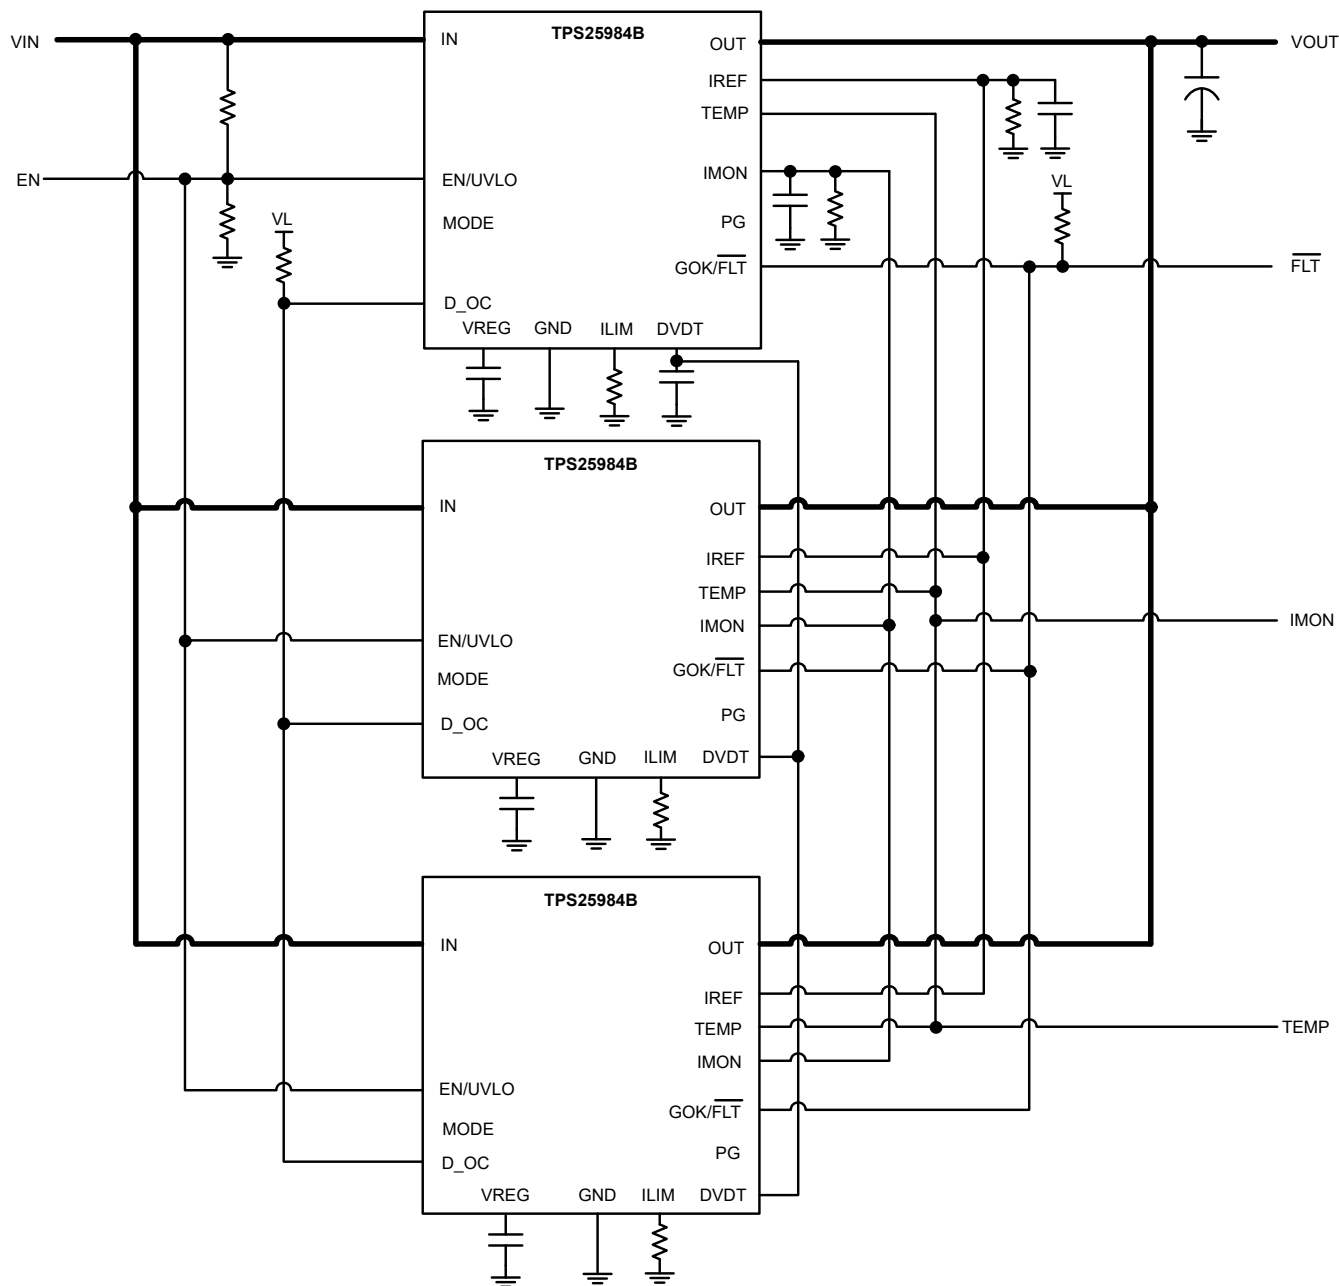 TPS25984B
VIN
IN
OUT
VOUT
IREF
TEMP
EN
EN/UVLO
IMON
VL
MODE
PG
VL
GOK/FLT
FLT
D_OC
VREG
GND
ILIM
DVDT
TPS25984B
IN
OUT
IREF
TEMP
EN/UVLO
IMON
IMON
MODE
GOK/FLT
D_OC
PG
VREG
GND
ILIM
DVDT
TPS25984B
IN
OUT
IREF
TEMP
TEMP
IMON
EN/UVLO
GOK/FLT
MODE
PG
D_OC
VREG
GND
ILIM
DVDT